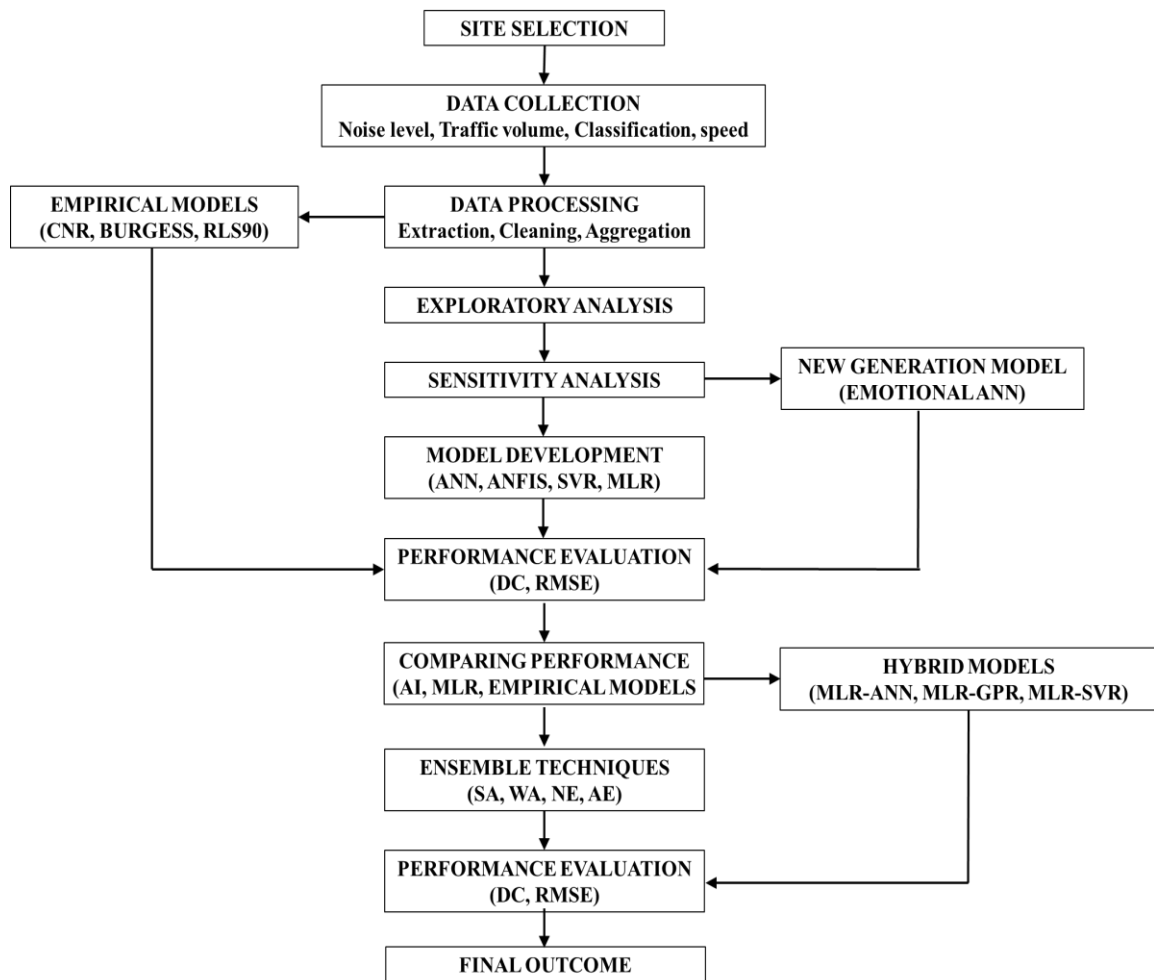 SITE SELECTION
DATA COLLECTION
Noise level, Traffic volume, Classification, speed
EMPIRICAL MODELS
(CNR, BURGESS, RLS90)
DATA PROCESSING
Extraction, Cleaning, Aggregation
EXPLORATORY ANALYSIS
SENSITIVITY ANALYSIS
NEW GENERATION MODEL
(EMOTIONAL ANN)
MODEL DEVELOPMENT
(ANN, ANFIS, SVR, MLR)
PERFORMANCE EVALUATION
(DC, RMSE)
COMPARING PERFORMANCE
(AI, MLR, EMPIRICAL MODELS
HYBRID MODELS
(MLR-ANN, MLR-GPR, MLR-SVR)
ENSEMBLE TECHNIQUES
(SA, WA, NE, AE)
PERFORMANCE EVALUATION
(DC, RMSE)
FINAL OUTCOME